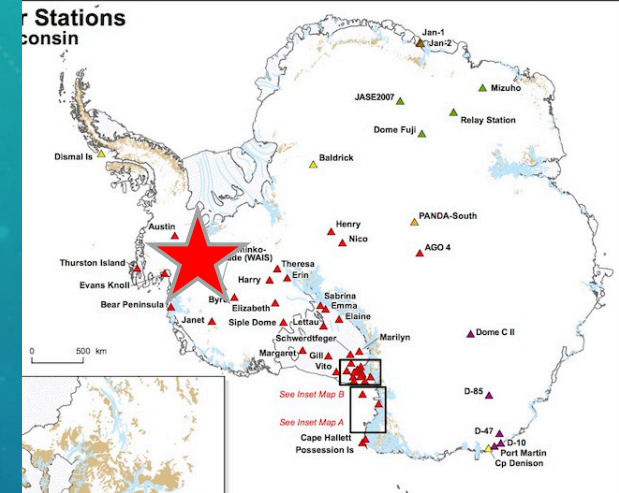 r Stations
consin
Jan-1
Jan-2
Mizuho
JASE2007
Relay Station
Dome Fuji
Dismal Is
Baldrick
PANDA-South
Austin
Henry
Nico
AGO 4
(WAIS)
Thurston Island
Theresa
Erin
Harry
Evans Knoll
Sabrina
Bear Peninsula
Emma
Elizabeth
Elaine
Janet
Siple Dome
Lettau
Dome C II
Schwerdtfeger
Marilyn
0
500 km
Margaret
Gill
Vito
See Inset Map B
D-85
See Inset Map A
D-47
Cape Hallett
D-10
Possession Is
Port Martin
Cp Denison